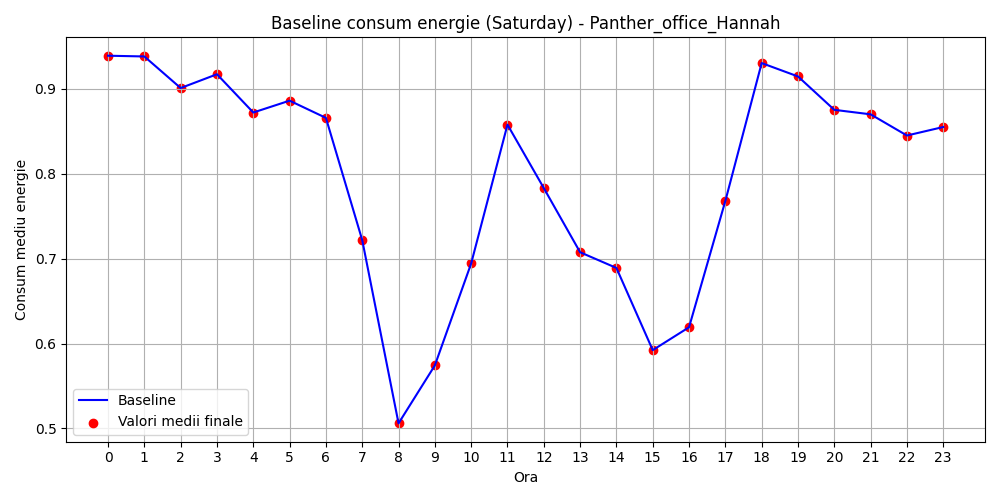 Baseline consum energie (Saturday) - Panther_office_Hannah
Consum mediu energie
0.9
0.8
0.7
0.6
0.5
Baseline
Valori medii finale
0 1 2 3 4 5 6 7 8 9 10 11 12 13 14 15 16 17 18 19 20 21 22 23
Ora